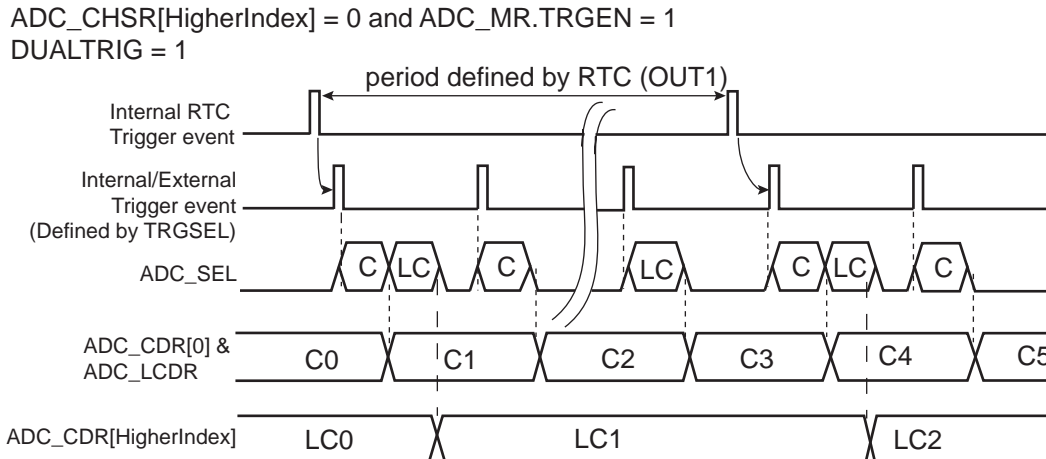 ADC_CHSR[HigherIndex] = 0 and ADC_MR.TRGEN = 1
DUALTRIG = 1
period defined by RTC (OUT1)
Internal RTC
Trigger event
Internal/External
Trigger event
(Defined by TRGSEL)
ADC_SEL
C LC C LC C LC C
ADC_CDR[0] &
ADC_LCDR
C0 C1 C2 C3 C4 C5
ADC_CDR[HigherIndex]
LC0 LC1 LC2